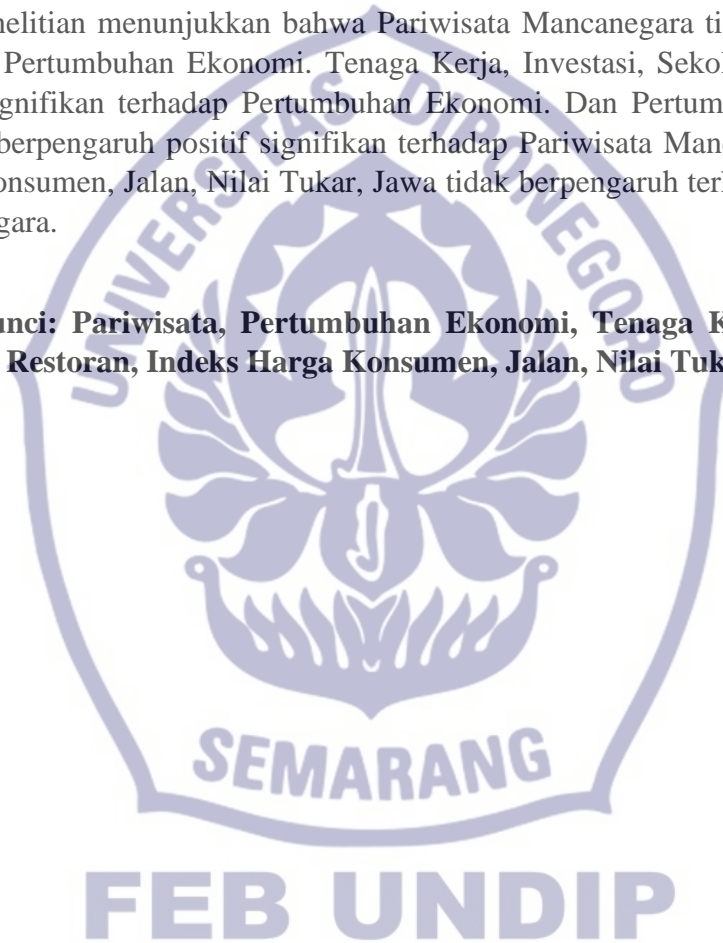 nelitian menunjukkan bahwa Pariwisata Mancanegara ti
Pertumbuhan Ekonomi. Tenaga Kerja, Investasi, Sekol
gnifikan terhadap Pertumbuhan Ekonomi. Dan Pertum
berpengaruh positif signifikan terhadap Pariwisata Man
onsumen, Jalan, Nilai Tukar, Jawa tidak berpengaruh terh
gara.
unci: Pariwisata, Pertumbuhan Ekonomi, Tenaga K
Restoran, Indeks Harga Konsumen, Jalan, Nilai Tuk
UNIVERSITAS DIPONEGORO
SEMARANG
FEB UNDIP